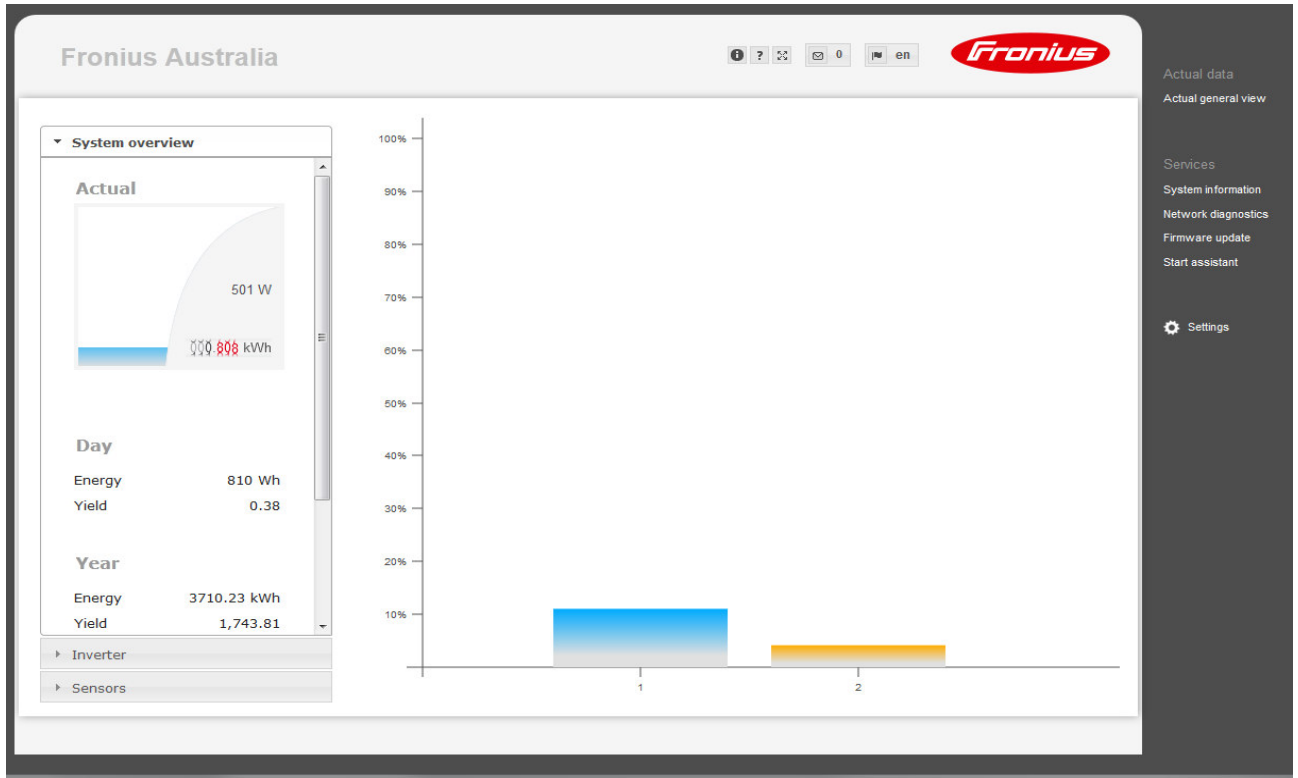 Fronius Australia
? 0 en
Fronius
System overview
Actual
501 W
000.808 kWh
Day
Energy 810 Wh
Yield 0.38
Year
Energy 3710.23 kWh
Yield 1,743.81
Inverter
Sensors
100%
90%
80%
70%
60%
50%
40%
30%
20%
10%
1 2
Actual data
Actual general view
Services
System information
Network diagnostics
Firmware update
Start assistant
Settings